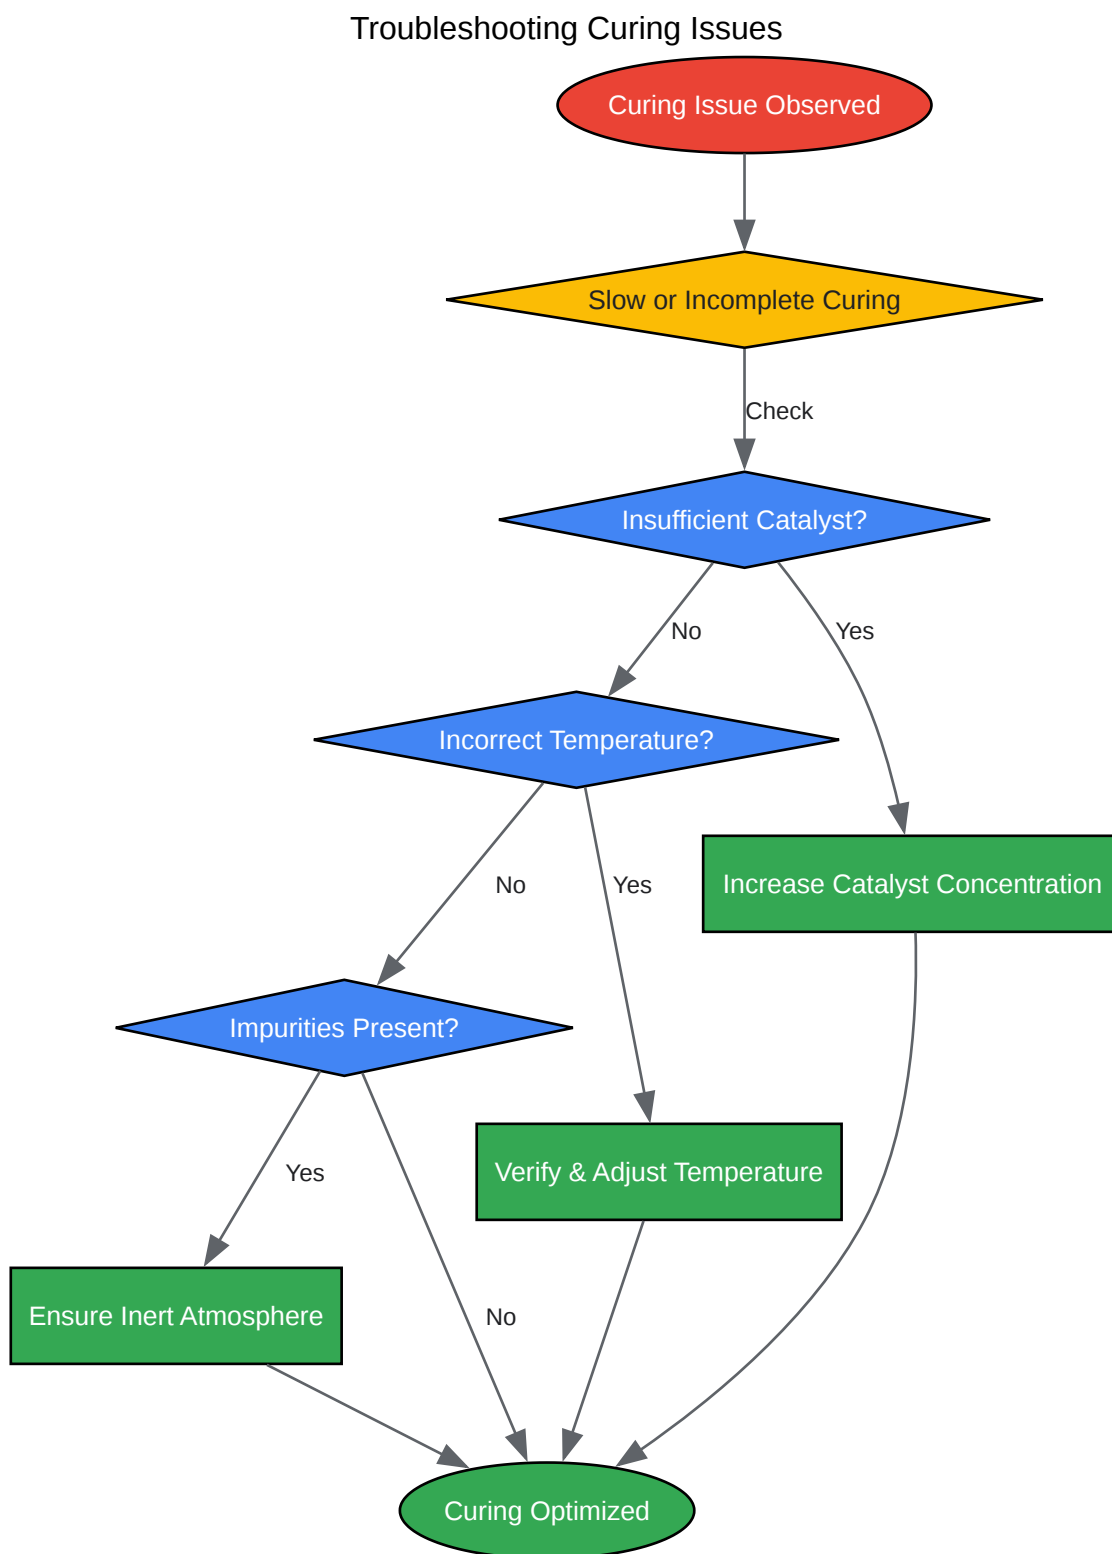 Troubleshooting Curing Issues
Curing Issue Observed
Slow or Incomplete Curing
Check
Insufficient Catalyst?
No
Yes
Incorrect Temperature?
No
Yes
Increase Catalyst Concentration
Impurities Present?
Yes
Verify & Adjust Temperature
Ensure Inert Atmosphere
No
Curing Optimized